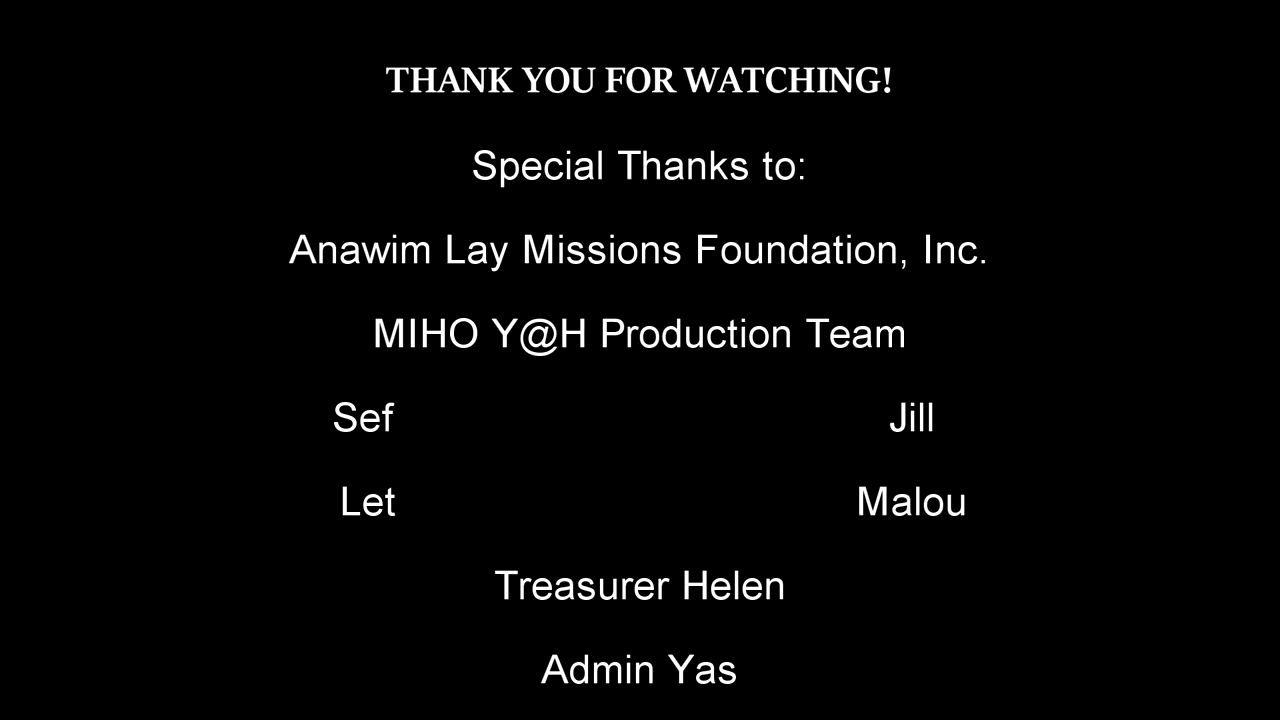 THANK YOU FOR WATCHING!
Special Thanks to:
Anawim Lay Missions Foundation, Inc.
MIHO Y@H Production Team
Sef Jill
Let Malou
Treasurer Helen
Admin Yas